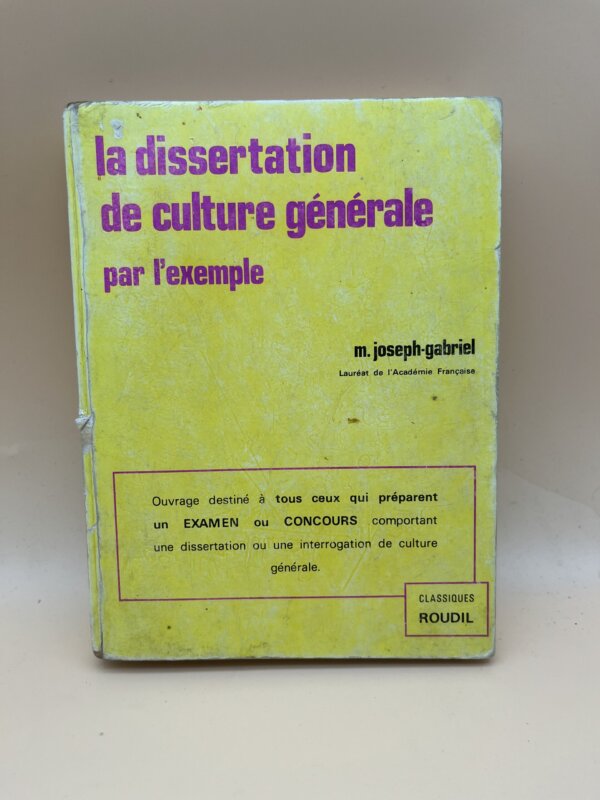 la dissertation
de culture générale
par l'exemple
m. joseph-gabriel
Lauréat de l'Académie Française
Ouvrage destiné à tous ceux qui préparent
un EXAMEN ou CONCOURS comportant
une dissertation ou une interrogation de culture
générale.
CLASSIQUES
ROUDIL